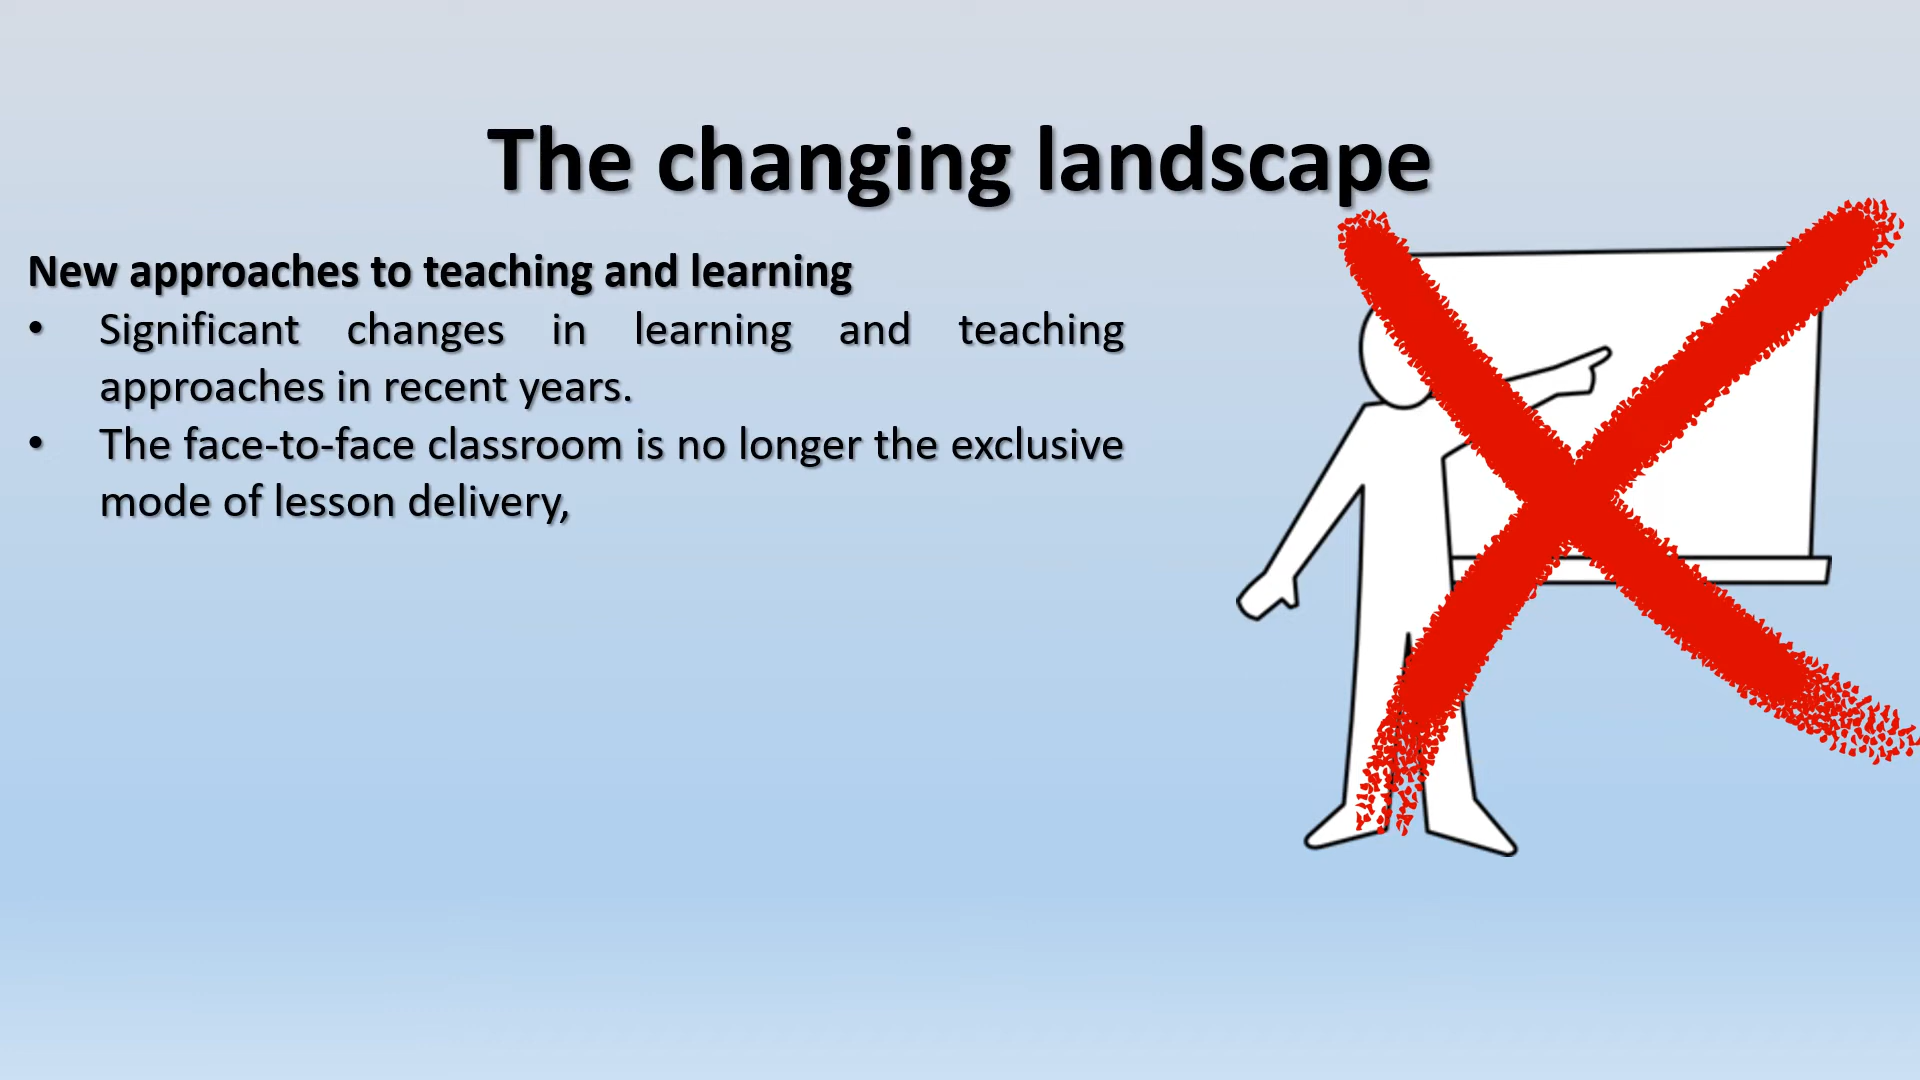 The changing landscape
New approaches to teaching and learning
• Significant changes in learning and teaching
approaches in recent years.
• The face-to-face classroom is no longer the exclusive
mode of lesson delivery,